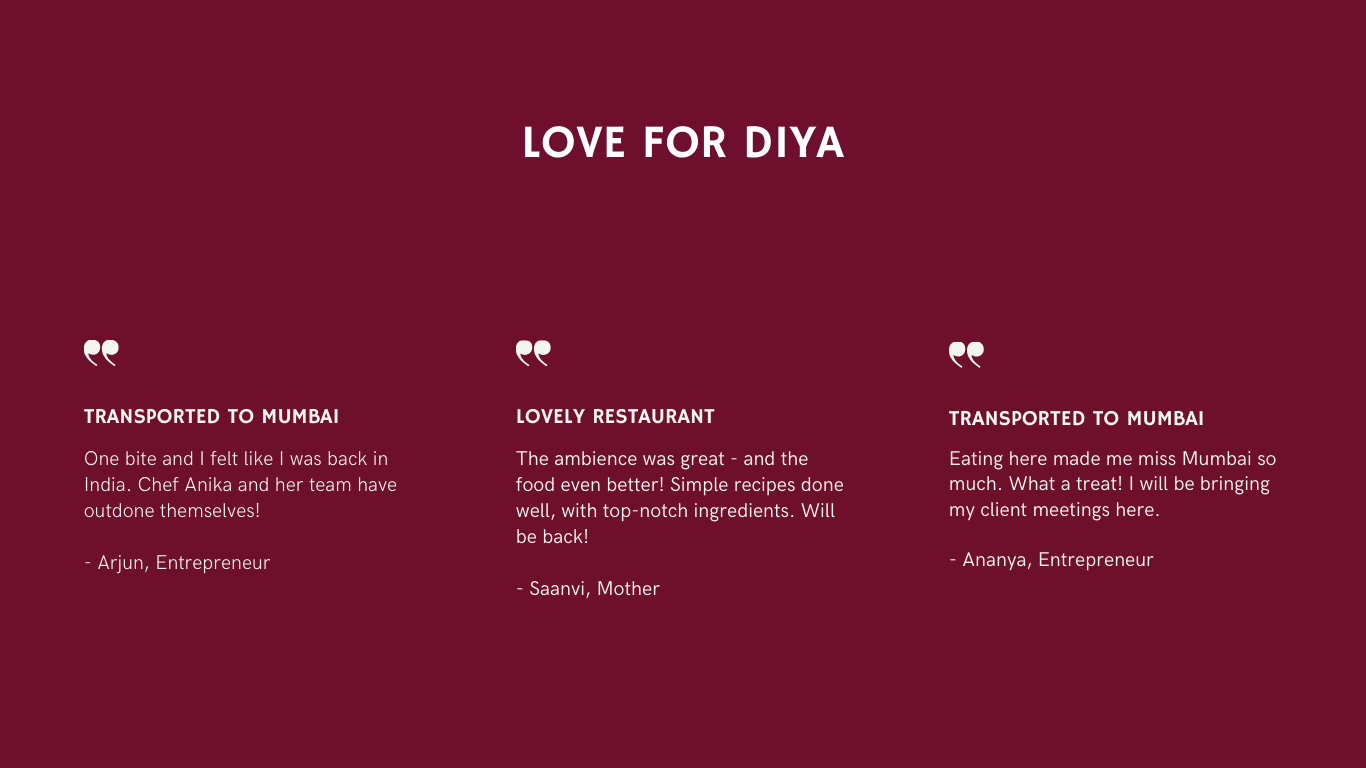 LOVE FOR DIYA
TRANSPORTED TO MUMBAI
One bite and I felt like I was back in
India. Chef Anika and her team have
outdone themselves!
- Arjun, Entrepreneur
LOVELY RESTAURANT
The ambience was great - and the
food even better! Simple recipes done
well, with top-notch ingredients. Will
be back!
- Saanvi, Mother
TRANSPORTED TO MUMBAI
Eating here made me miss Mumbai so
much. What a treat! I will be bringing
my client meetings here.
- Ananya, Entrepreneur